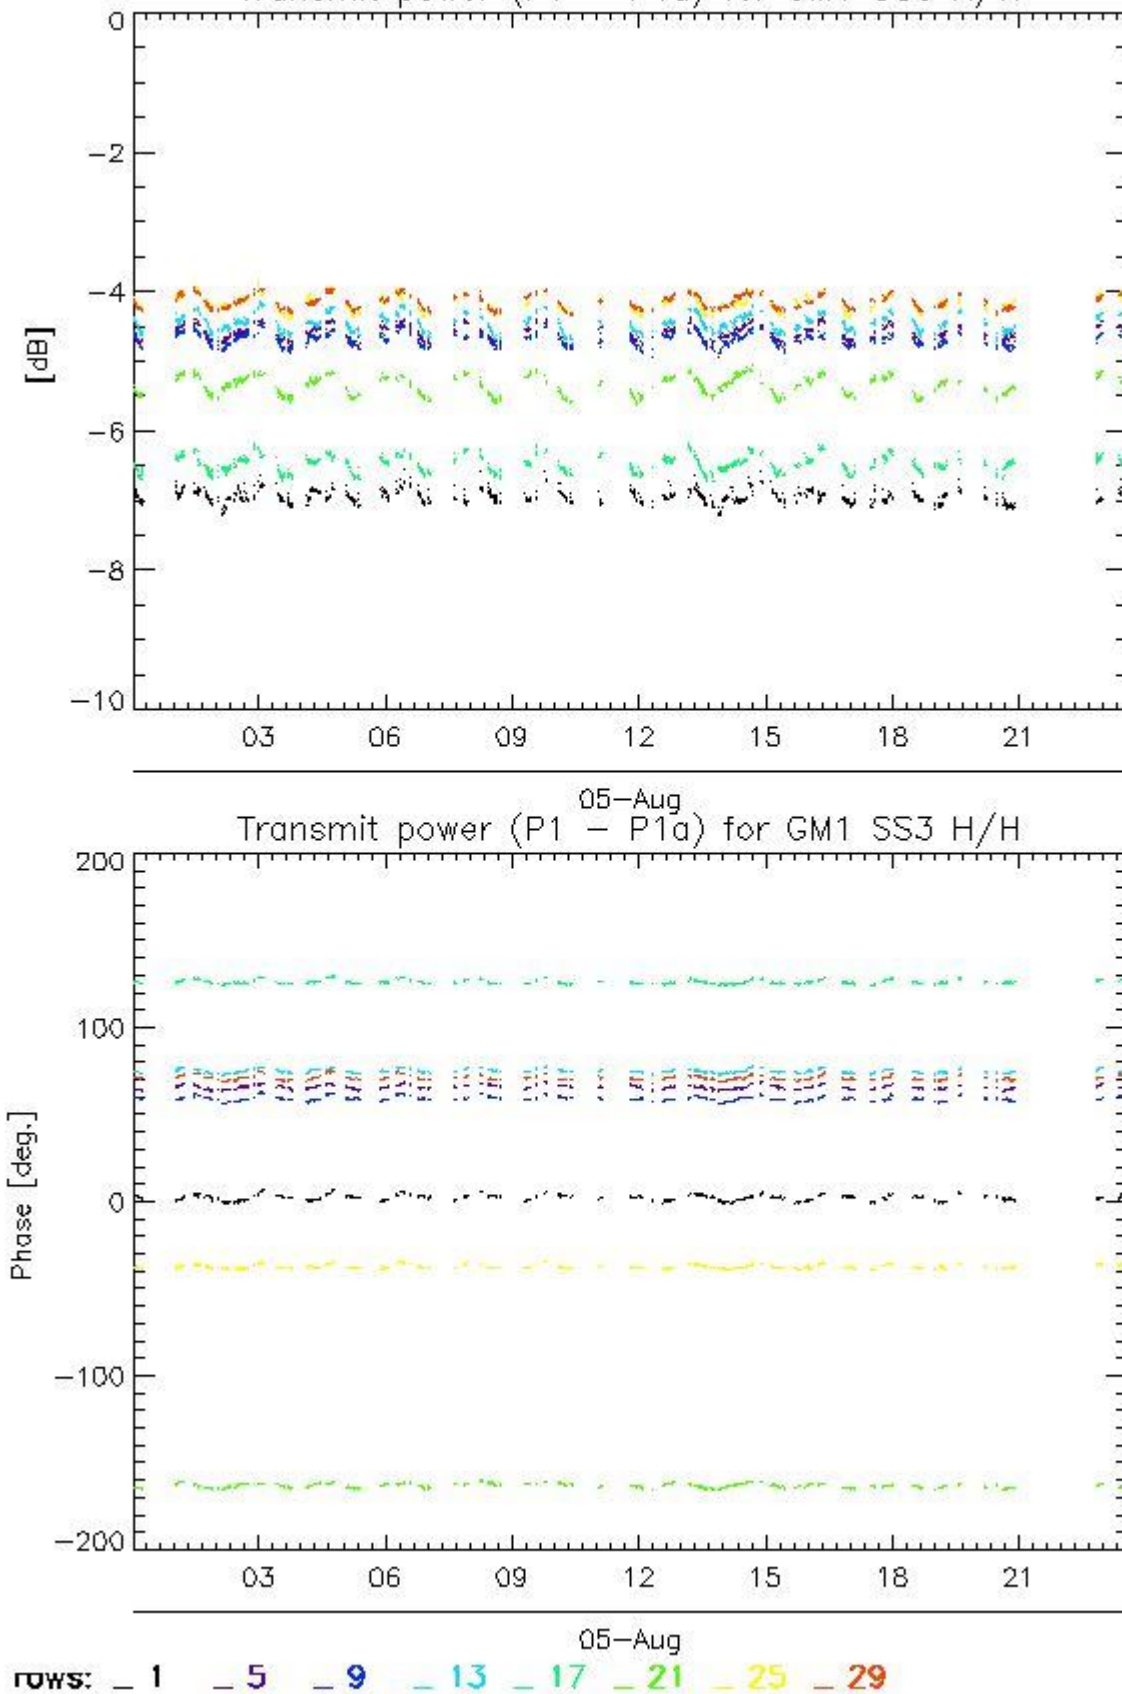 0
−2
−4
−6
−8
−10
[dB]
03 06 09 12 15 18 21
05−Aug
Transmit power (P1 − P1a) for GM1 SS3 H/H
200
100
0
−100
−200
Phase [deg.]
03 06 09 12 15 18 21
05−Aug
rows: _ 1 _ 5 _ 9 _ 13 _ 17 _ 21 _ 25 _ 29